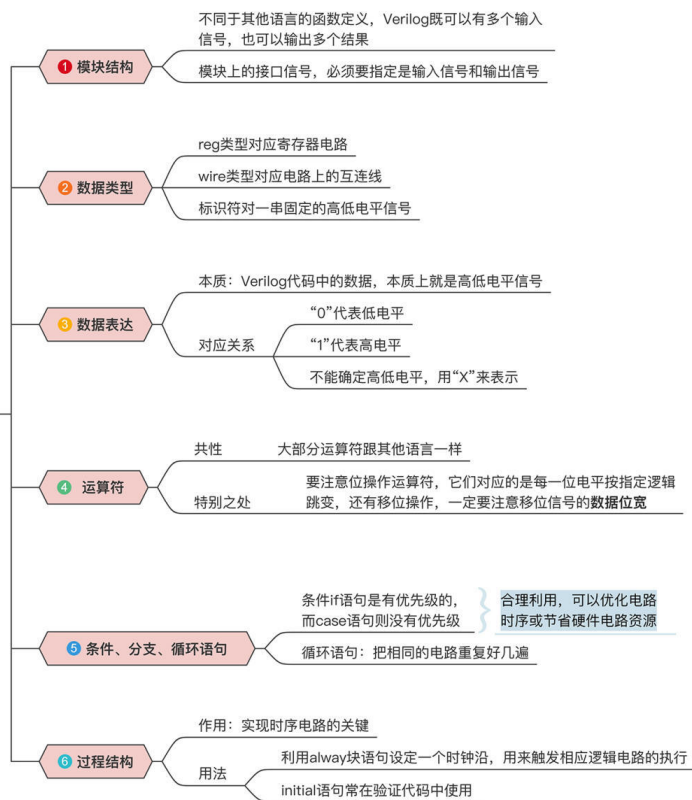 不同于其他语言的函数定义，Verilog既可以有多个输入
信号，也可以输出多个结果
1 模块结构
模块上的接口信号，必须要指定是输入信号和输出信号
reg类型对应寄存器电路
2 数据类型
wire类型对应电路上的互连线
标识符对一串固定的高低电平信号
本质：Verilog代码中的数据，本质上就是高低电平信号
“0”代表低电平
3 数据表达
对应关系
“1”代表高电平
不能确定高低电平，用“X”来表示
共性
大部分运算符跟其他语言一样
4 运算符
特别之处
要注意位操作运算符，它们对应的是每一位电平按指定逻辑
跳变，还有移位操作，一定要注意移位信号的数据位宽
条件if语句是有优先级的，
而case语句则没有优先级
合理利用，可以优化电路
时序或节省硬件电路资源
5 条件、分支、循环语句
循环语句：把相同的电路重复好几遍
作用：实现时序电路的关键
6 过程结构
用法
利用alway块语句设定一个时钟沿，用来触发相应逻辑电路的执行
initial语句常在验证代码中使用